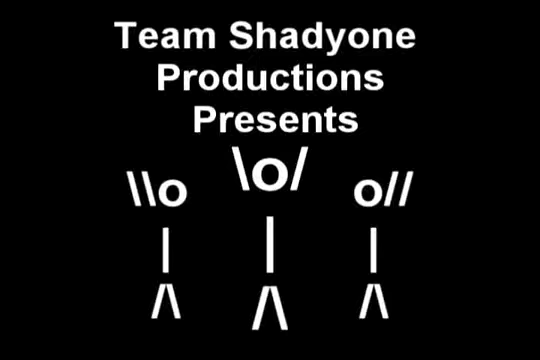 Team Shadyone
Productions
Presents
\\o \o/ o//
| | |
/\ /\ /\